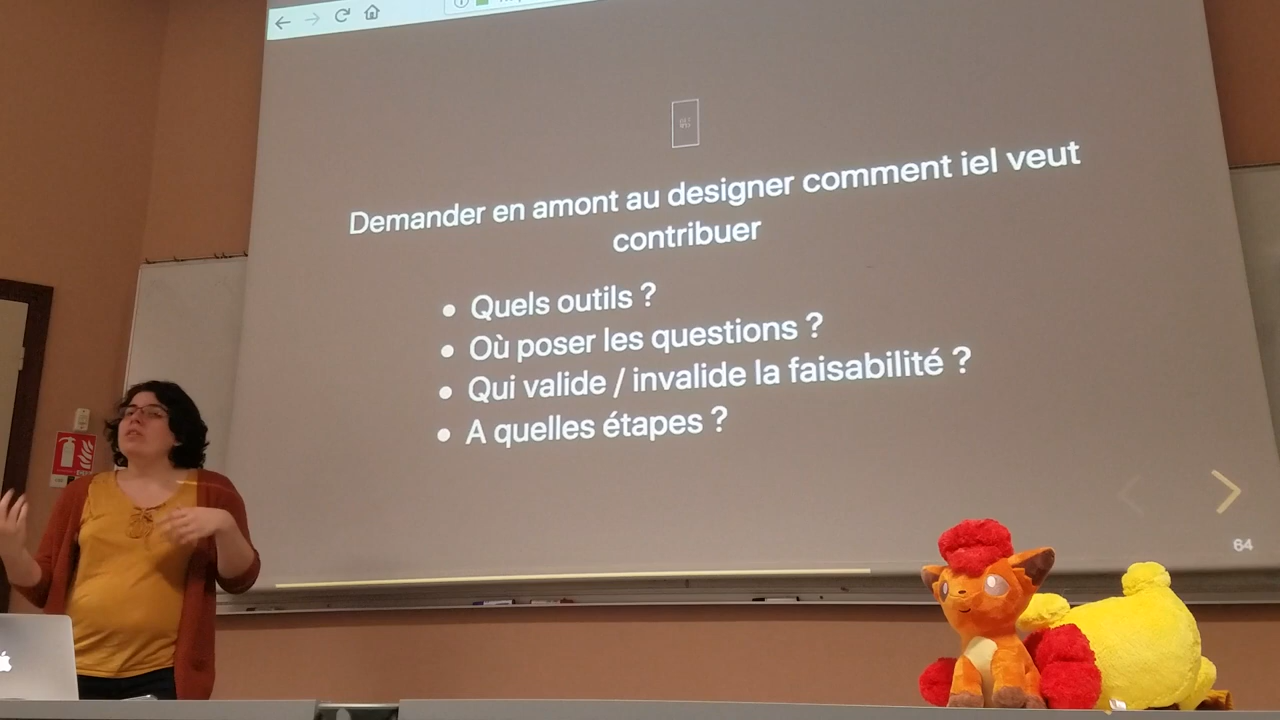 Demander en amont au designer comment iel veut
contribuer
• Quels outils ?
• Où poser les questions ?
• Qui valide / invalide la faisabilité ?
• A quelles étapes ?
64